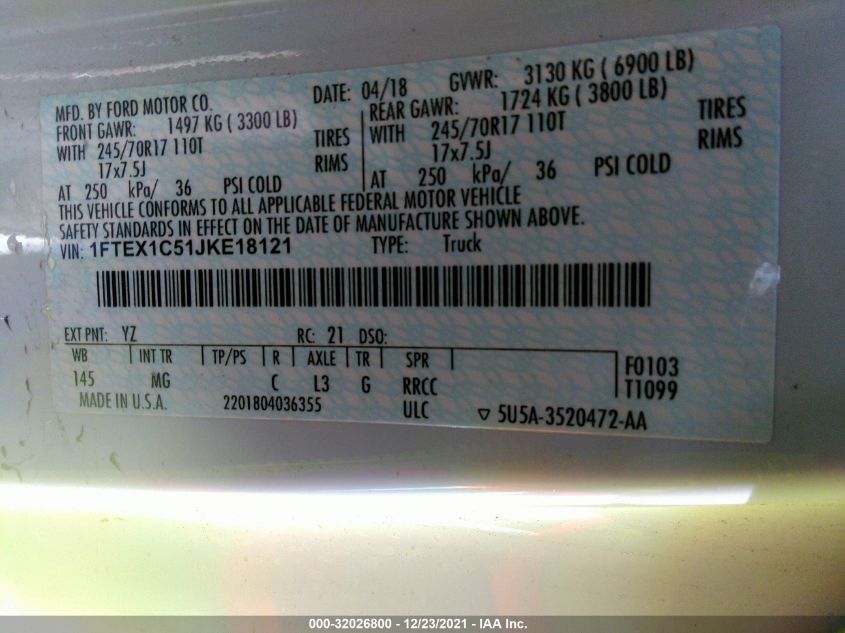 MFD. BY FORD MOTOR CO. DATE: 04/18 GVWR: 3130 KG ( 6900 LB)
FRONT GAWR: 1497 KG ( 3300 LB) REAR GAWR: 1724 KG ( 3800 LB)
WITH 245/70R17 110T TIRES WITH 245/70R17 110T TIRES
17x7.5J RIMS 17x7.5J RIMS
AT 250 kPa/ 36 PSI COLD AT 250 kPa/ 36 PSI COLD
THIS VEHICLE CONFORMS TO ALL APPLICABLE FEDERAL MOTOR VEHICLE
SAFETY STANDARDS IN EFFECT ON THE DATE OF MANUFACTURE SHOWN ABOVE.
VIN: 1FTEX1C51JKE18121 TYPE: Truck
EXT PNT: YZ RC: 21 DSO:
WB INT TR TP/PS R AXLE TR SPR F0103
145 MG C L3 G RRCC T1099
MADE IN U.S.A. 2201804036355 ULC 5U5A-3520472-AA
000-32026800 - 12/23/2021 - IAA Inc.